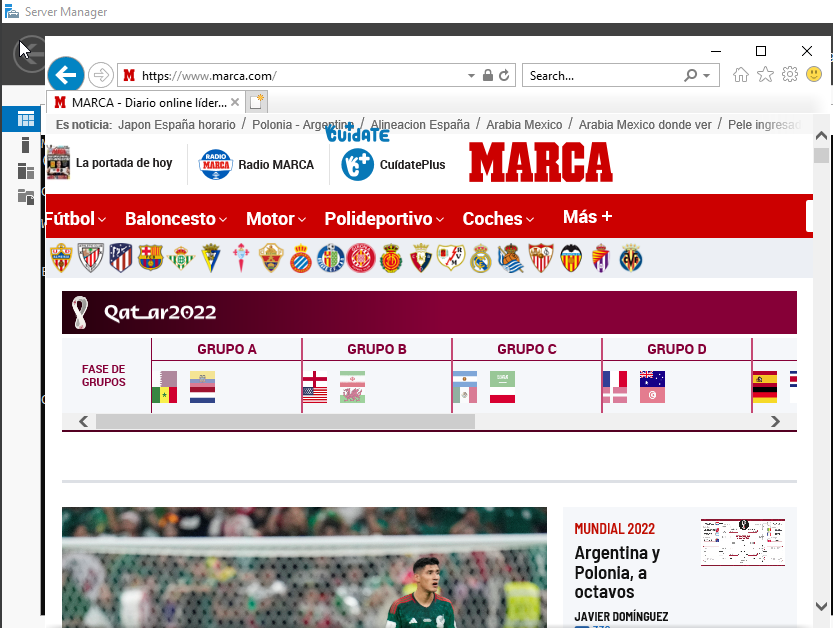 Server Manager
https://www.marca.com/
Search...
MARCA - Diario online líder...
Es noticia: Japon España horario / Polonia - Argentina / Alineacion España / Arabia Mexico / Arabia Mexico donde ver / Pele ingresad
CuídATE
La portada de hoy
RADIO MARCA
Radio MARCA
CuídatePlus
MARCA
Fútbol Baloncesto Motor Polideportivo Coches Más +
Qatar2022
FASE DE
GRUPOS
GRUPO A GRUPO B GRUPO C GRUPO D
MUNDIAL 2022
Argentina y
Polonia, a
octavos
JAVIER DOMÍNGUEZ